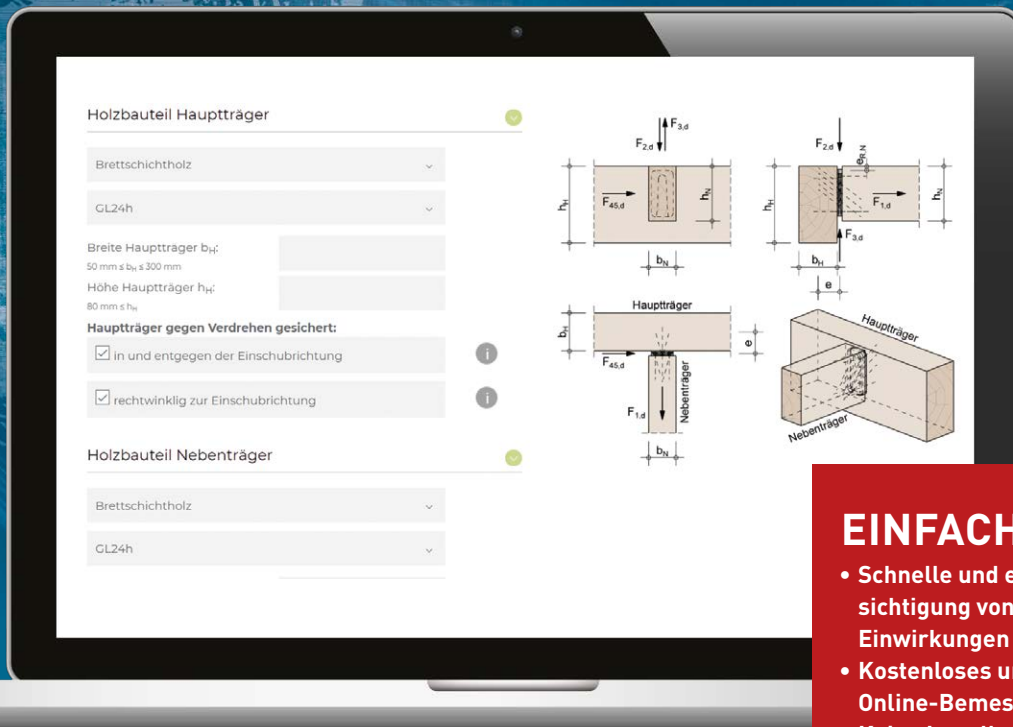 Holzbauteil Hauptträger
Brettschichtholz
GL24h
Breite Hauptträger bH:
50 mm ≤ bH ≤ 300 mm
Höhe Hauptträger hH:
80 mm ≤ hH
Hauptträger gegen Verdrehen gesichert:
in und entgegen der Einschubrichtung
i
rechtwinklig zur Einschubrichtung
i
Holzbauteil Nebenträger
Brettschichtholz
GL24h
F2,d
F3,d
F45,d
hH
hN
bN
F2,d
eR,N
F1,d
hH
hN
F3,d
bH
e
Hauptträger
bH
e
F45,d
F1,d
Nebenträger
bN
Hauptträger
Nebenträger
EINFACH
• Schnelle und
sichtigung von
Einwirkungen
• Kostenloses
Online-Bemes